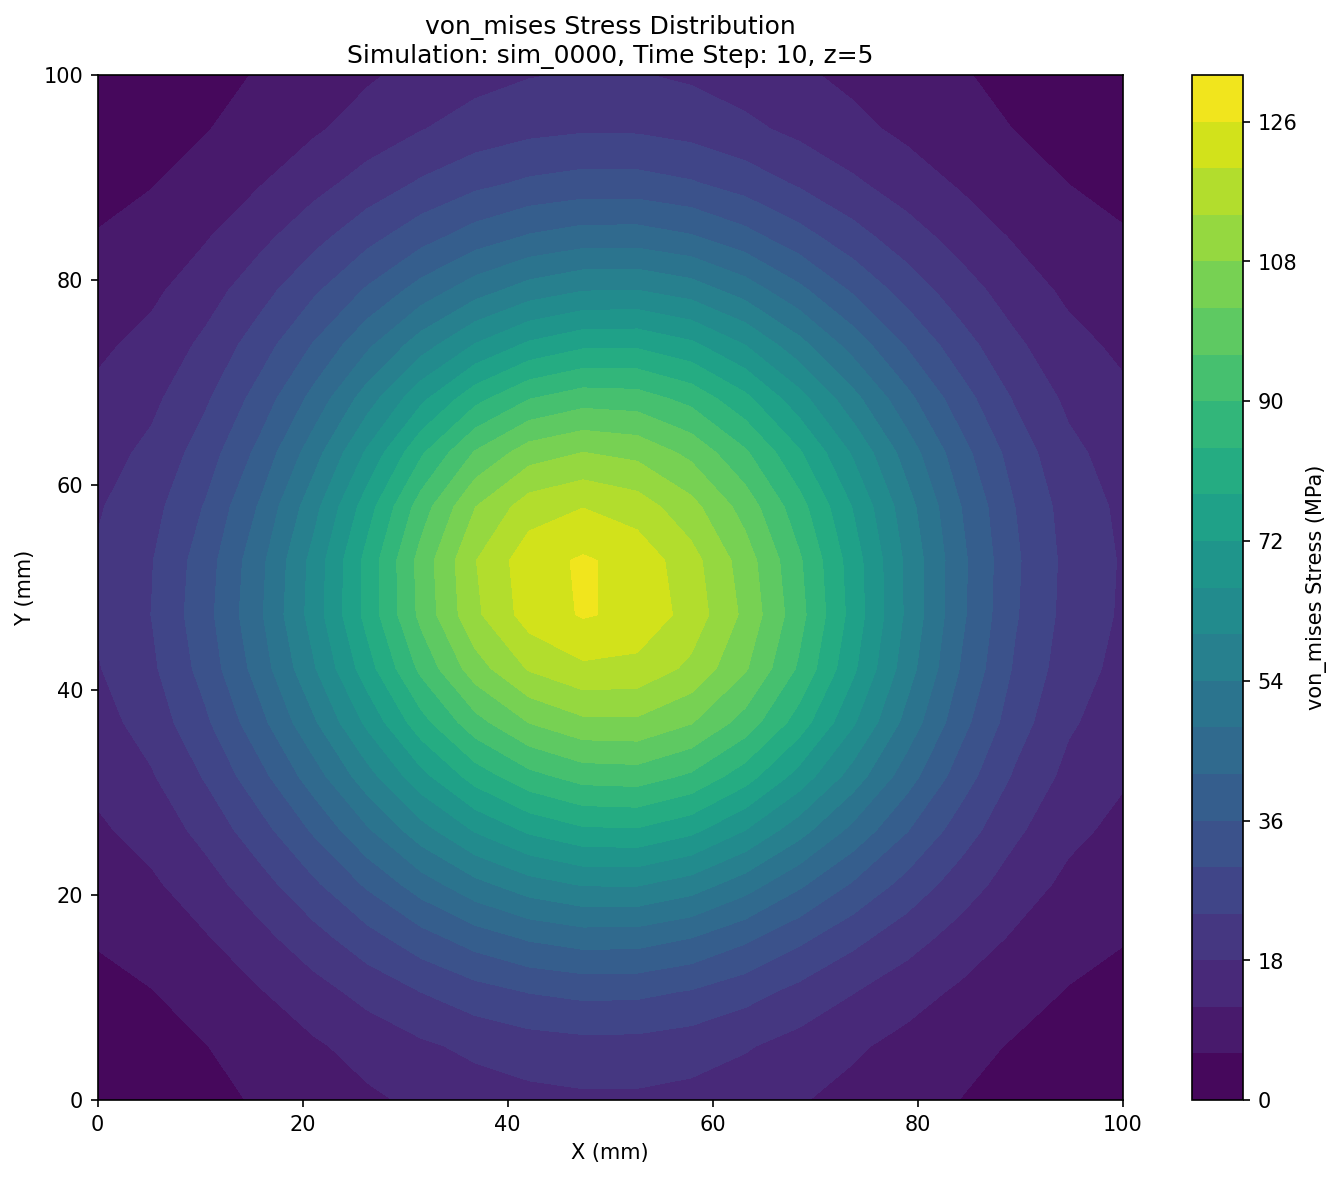 von_mises Stress Distribution
Simulation: sim_0000, Time Step: 10, z=5
100
80
60
40
20
0
Y (mm)
0 20 40 60 80 100
X (mm)
126
108
90
72
54
36
18
0
von_mises Stress (MPa)